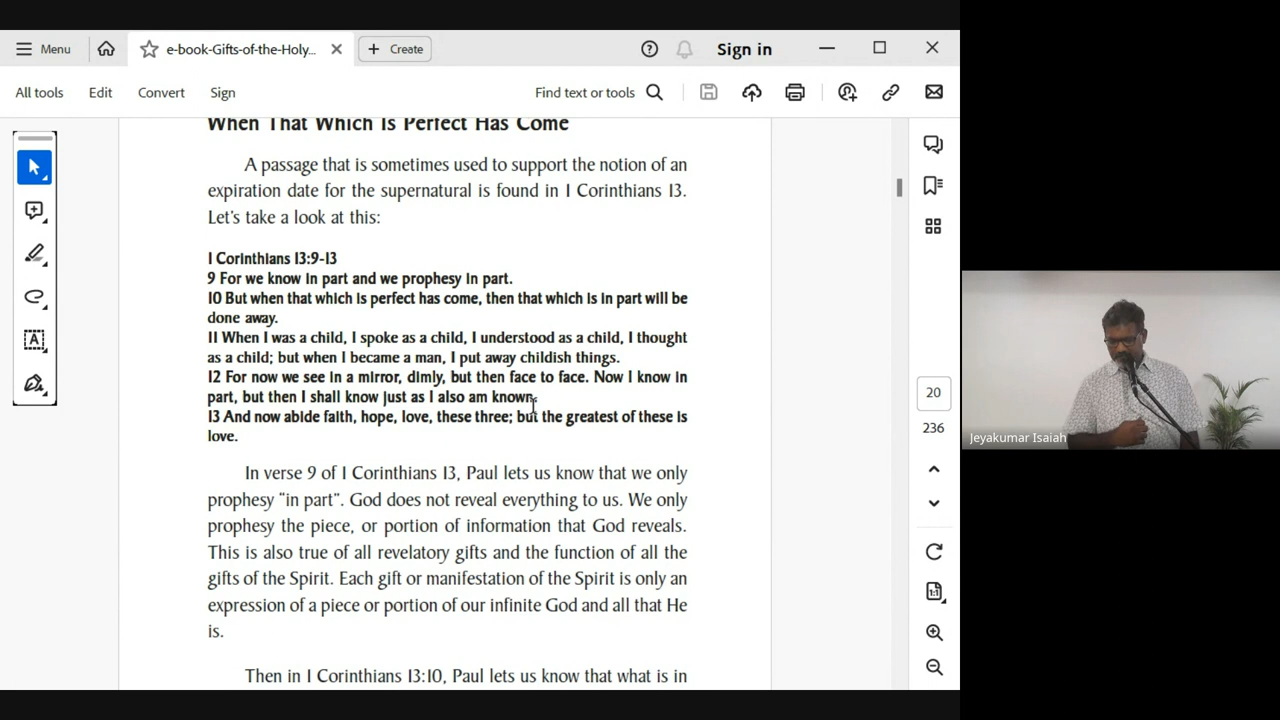 Menu
e-book-Gifts-of-the-Holy...
Create
Sign in
All tools
Edit
Convert
Sign
Find text or tools
When That Which Is Perfect Has Come
A passage that is sometimes used to support the notion of an
expiration date for the supernatural is found in 1 Corinthians 13.
Let's take a look at this:
1 Corinthians 13:9-13
9 For we know in part and we prophesy in part.
10 But when that which is perfect has come, then that which is in part will be
done away.
11 When I was a child, I spoke as a child, I understood as a child, I thought
as a child; but when I became a man, I put away childish things.
12 For now we see in a mirror, dimly, but then face to face. Now I know in
part, but then I shall know just as I also am known.
13 And now abide faith, hope, love, these three; but the greatest of these is
love.
In verse 9 of 1 Corinthians 13, Paul lets us know that we only
prophesy "in part". God does not reveal everything to us. We only
prophesy the piece, or portion of information that God reveals.
This is also true of all revelatory gifts and the function of all the
gifts of the Spirit. Each gift or manifestation of the Spirit is only an
expression of a piece or portion of our infinite God and all that He
is.
Then in 1 Corinthians 13:10, Paul lets us know that what is in
20
236
1:1
Jeyakumar Isaiah